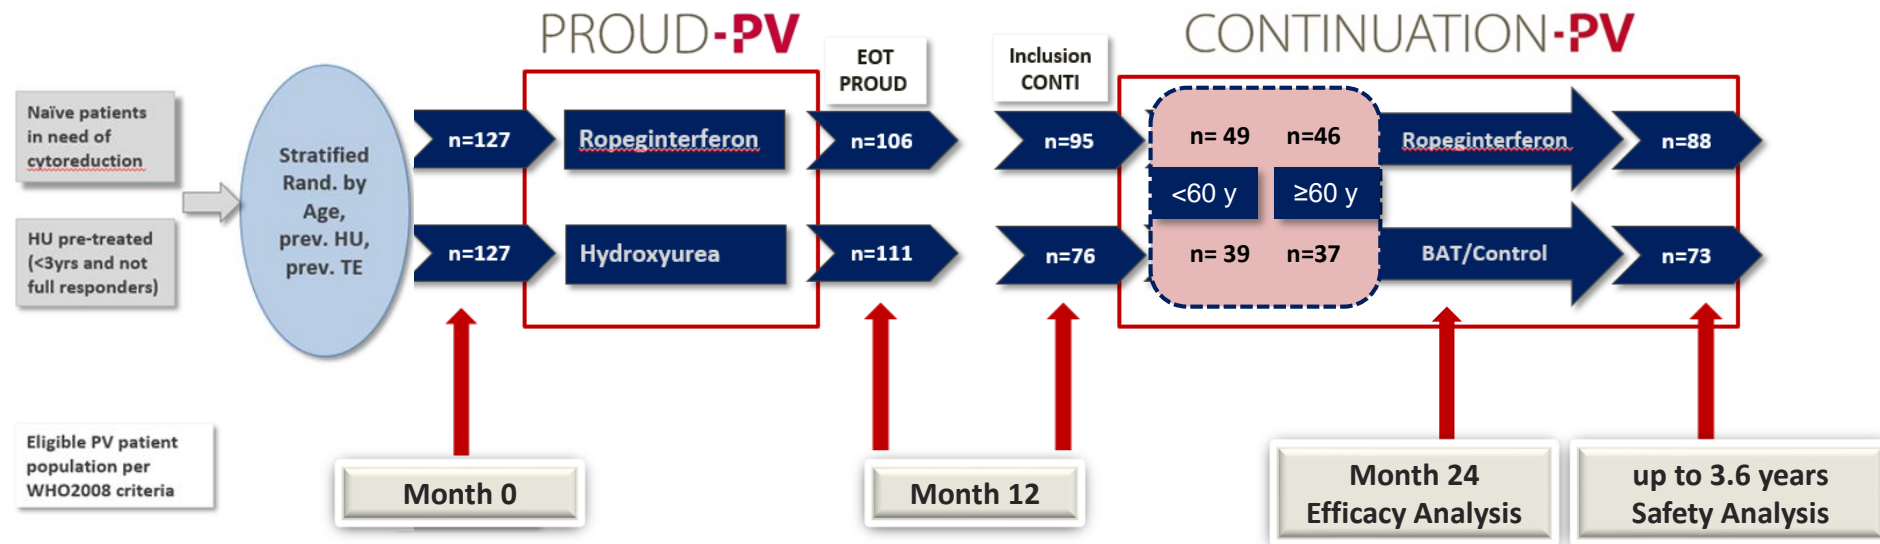 PROUD-PV
CONTINUATION-PV
EOT
PROUD
Inclusion
CONTI
Naïve patients
in need of
cytoreduction
HU pre-treated
(<3yrs and not
full responders)
Stratified
Rand. by
Age,
prev. HU,
prev. TE
n=127
Ropeginterferon
n=106
n=95
n= 49
n=46
Ropeginterferon
n=88
<60 y
≥60 y
n=127
Hydroxyurea
n=111
n=76
n= 39
n=37
BAT/Control
n=73
Eligible PV patient
population per
WHO2008 criteria
Month 0
Month 12
Month 24
Efficacy Analysis
up to 3.6 years
Safety Analysis